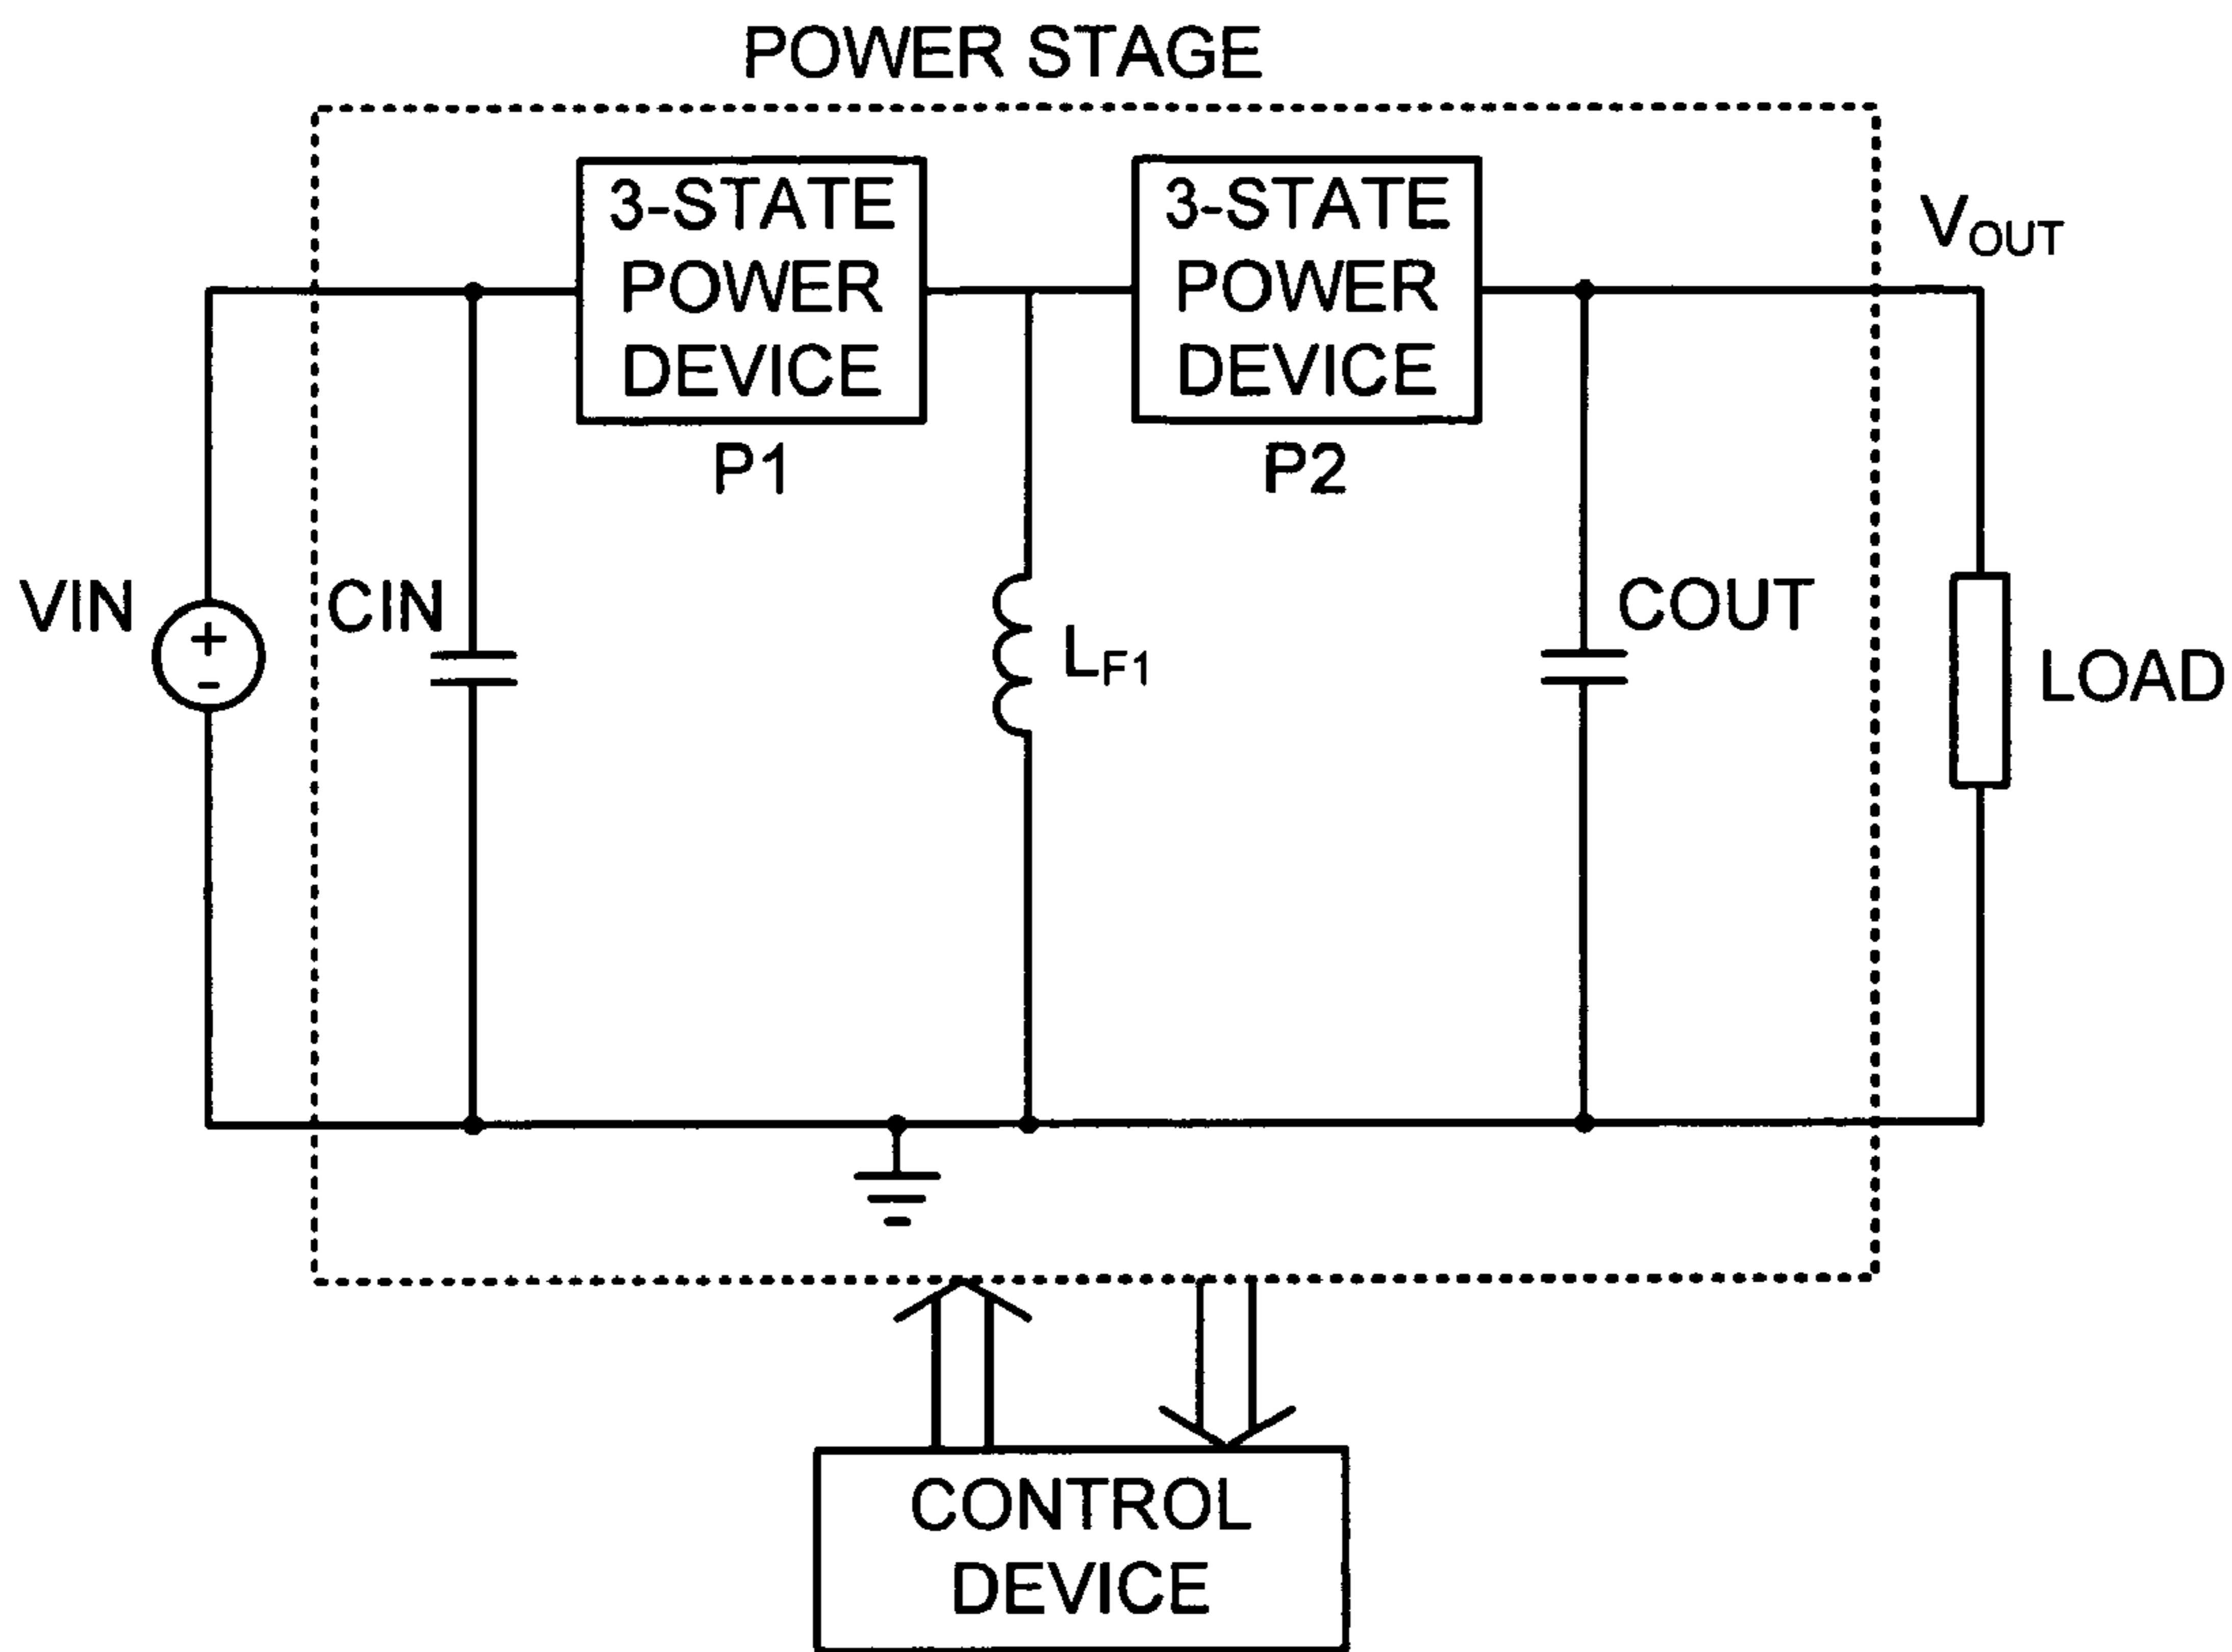 POWER STAGE
3-STATE
POWER
DEVICE
P1
3-STATE
POWER
DEVICE
P2
VOUT
VIN
+
-
CIN
LF1
COUT
LOAD
CONTROL
DEVICE